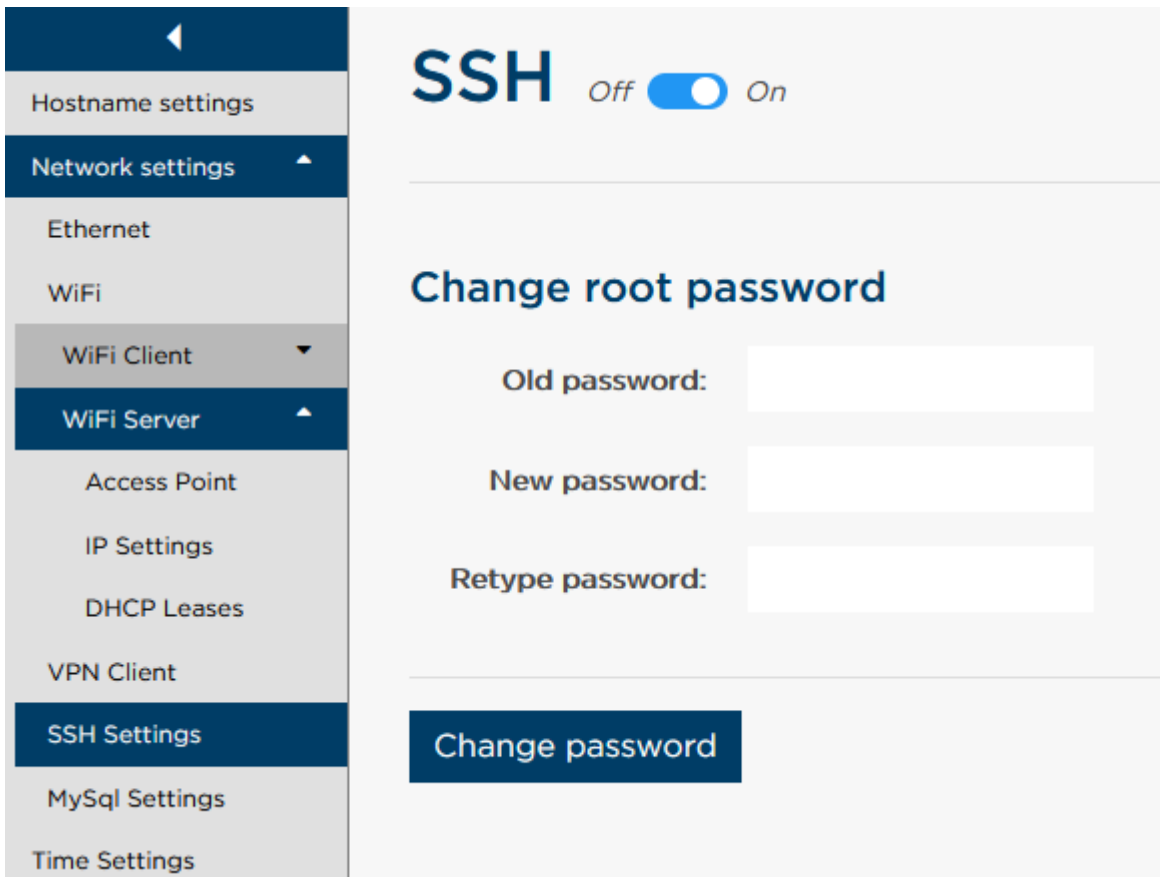 Hostname settings
Network settings
Ethernet
WiFi
WiFi Client
WiFi Server
Access Point
IP Settings
DHCP Leases
VPN Client
SSH Settings
MySql Settings
Time Settings
SSH Off On
Change root password
Old password:
New password:
Retype password:
Change password